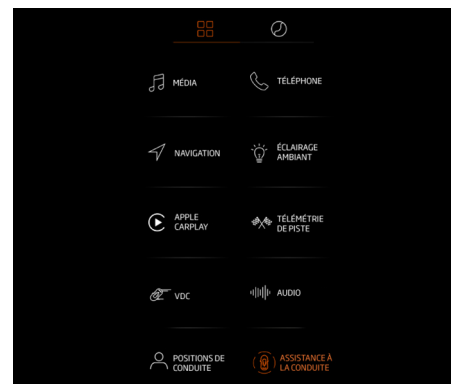 MÉDIA
TÉLÉPHONE
NAVIGATION
ÉCLAIRAGE
AMBIANT
APPLE
CARPLAY
TÉLÉMÉTRIE
DE PISTE
VDC
AUDIO
POSITIONS DE
CONDUITE
ASSISTANCE À
LA CONDUITE